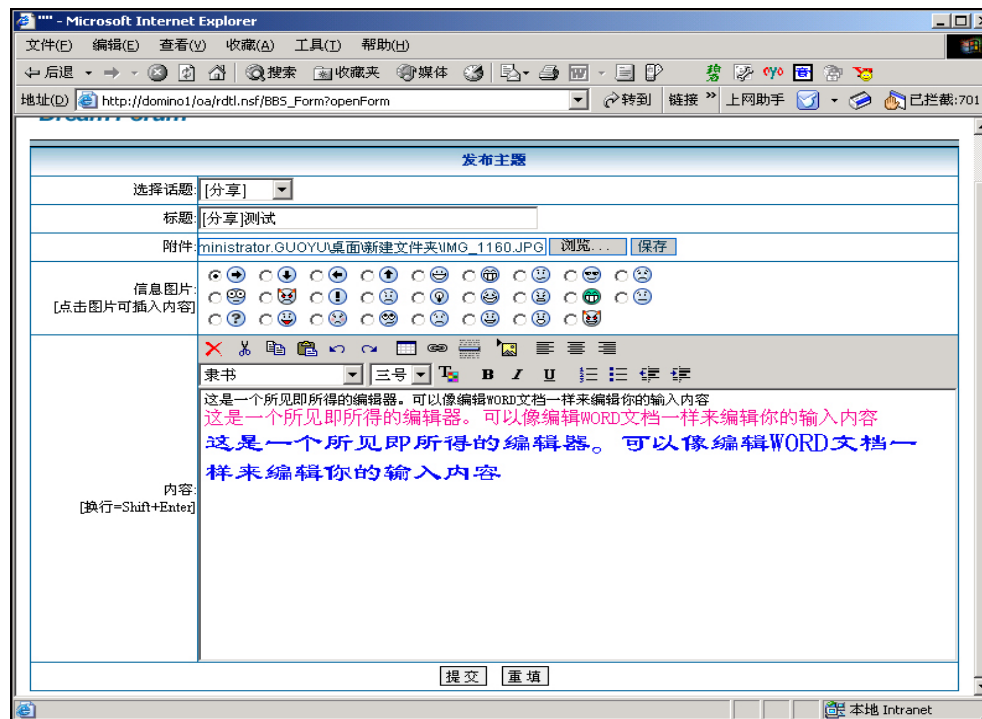 "" - Microsoft Internet Explorer
文件(F) 编辑(E) 查看(V) 收藏(A) 工具(T) 帮助(H)
后退 搜索 收藏夹 媒体
地址(D) http://domino1/oa/rdtl.nsf/BBS_Form?openForm 转到 链接 » 上网助手 已拦截:701
Dream Forum
发布主题
选择话题: [分享]
标题: [分享]测试
附件: ministrator.GUOYU\桌面\新建文件夹\IMG_1160.JPG 浏览... 保存
信息图片:
[点击图片可插入内容]
隶书 三号 B I U
这是一个所见即所得的编辑器。可以像编辑WORD文档一样来编辑你的输入内容
这是一个所见即所得的编辑器。可以像编辑WORD文档一样来编辑你的输入内容
这是一个所见即所得的编辑器。可以像编辑WORD文档一
样来编辑你的输入内容
内容:
[换行=Shift+Enter]
提交 重填
本地 Intranet